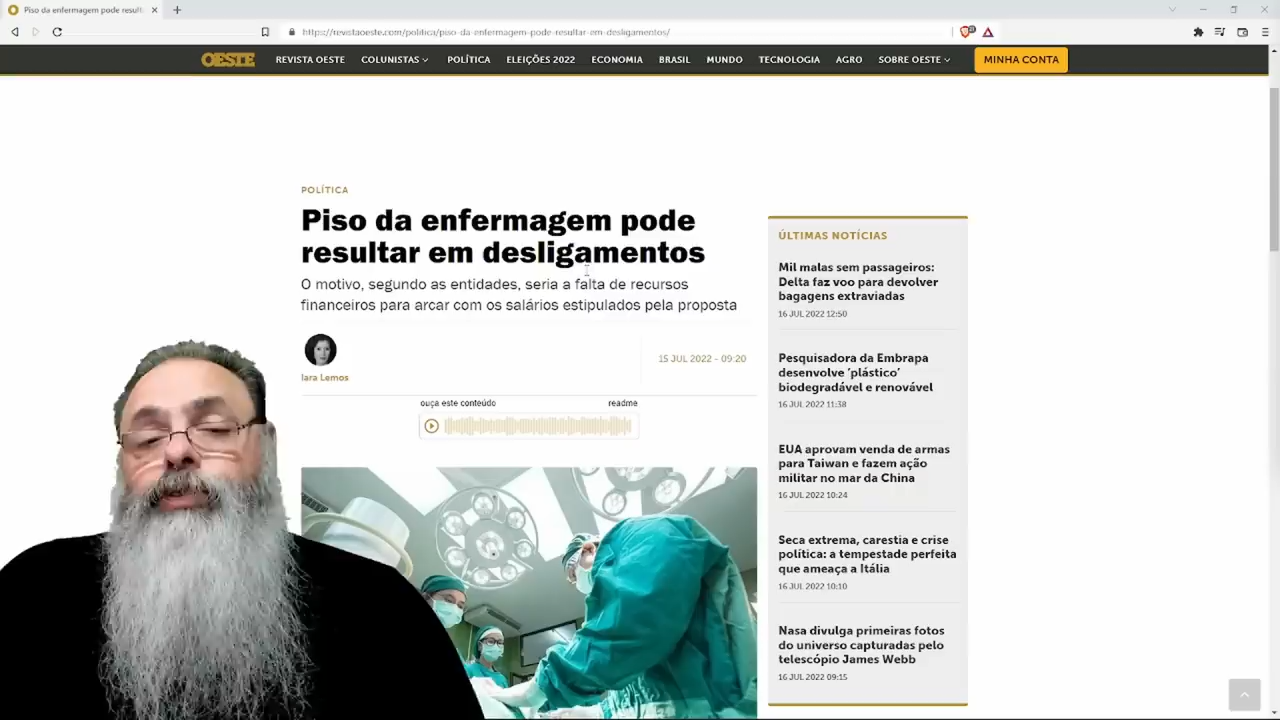 Piso da enfermagem pode result
https://revistaoeste.com/politica/piso-da-enfermagem-pode-resultar-em-desligamentos/
OESTE
REVISTA OESTE COLUNISTAS POLÍTICA ELEIÇÕES 2022 ECONOMIA BRASIL MUNDO TECNOLOGIA AGRO SOBRE OESTE MINHA CONTA
POLÍTICA
Piso da enfermagem pode
resultar em desligamentos
O motivo, segundo as entidades, seria a falta de recursos
financeiros para arcar com os salários estipulados pela proposta
Iara Lemos
15 JUL 2022 - 09:20
ouça este conteúdo
readme
ÚLTIMAS NOTÍCIAS
Mil malas sem passageiros:
Delta faz voo para devolver
bagagens extraviadas
16 JUL 2022 12:50
Pesquisadora da Embrapa
desenvolve ‘plástico’
biodegradável e renovável
16 JUL 2022 11:38
EUA aprovam venda de armas
para Taiwan e fazem ação
militar no mar da China
16 JUL 2022 10:24
Seca extrema, carestia e crise
política: a tempestade perfeita
que ameaça a Itália
16 JUL 2022 10:10
Nasa divulga primeiras fotos
do universo capturadas pelo
telescópio James Webb
16 JUL 2022 09:15